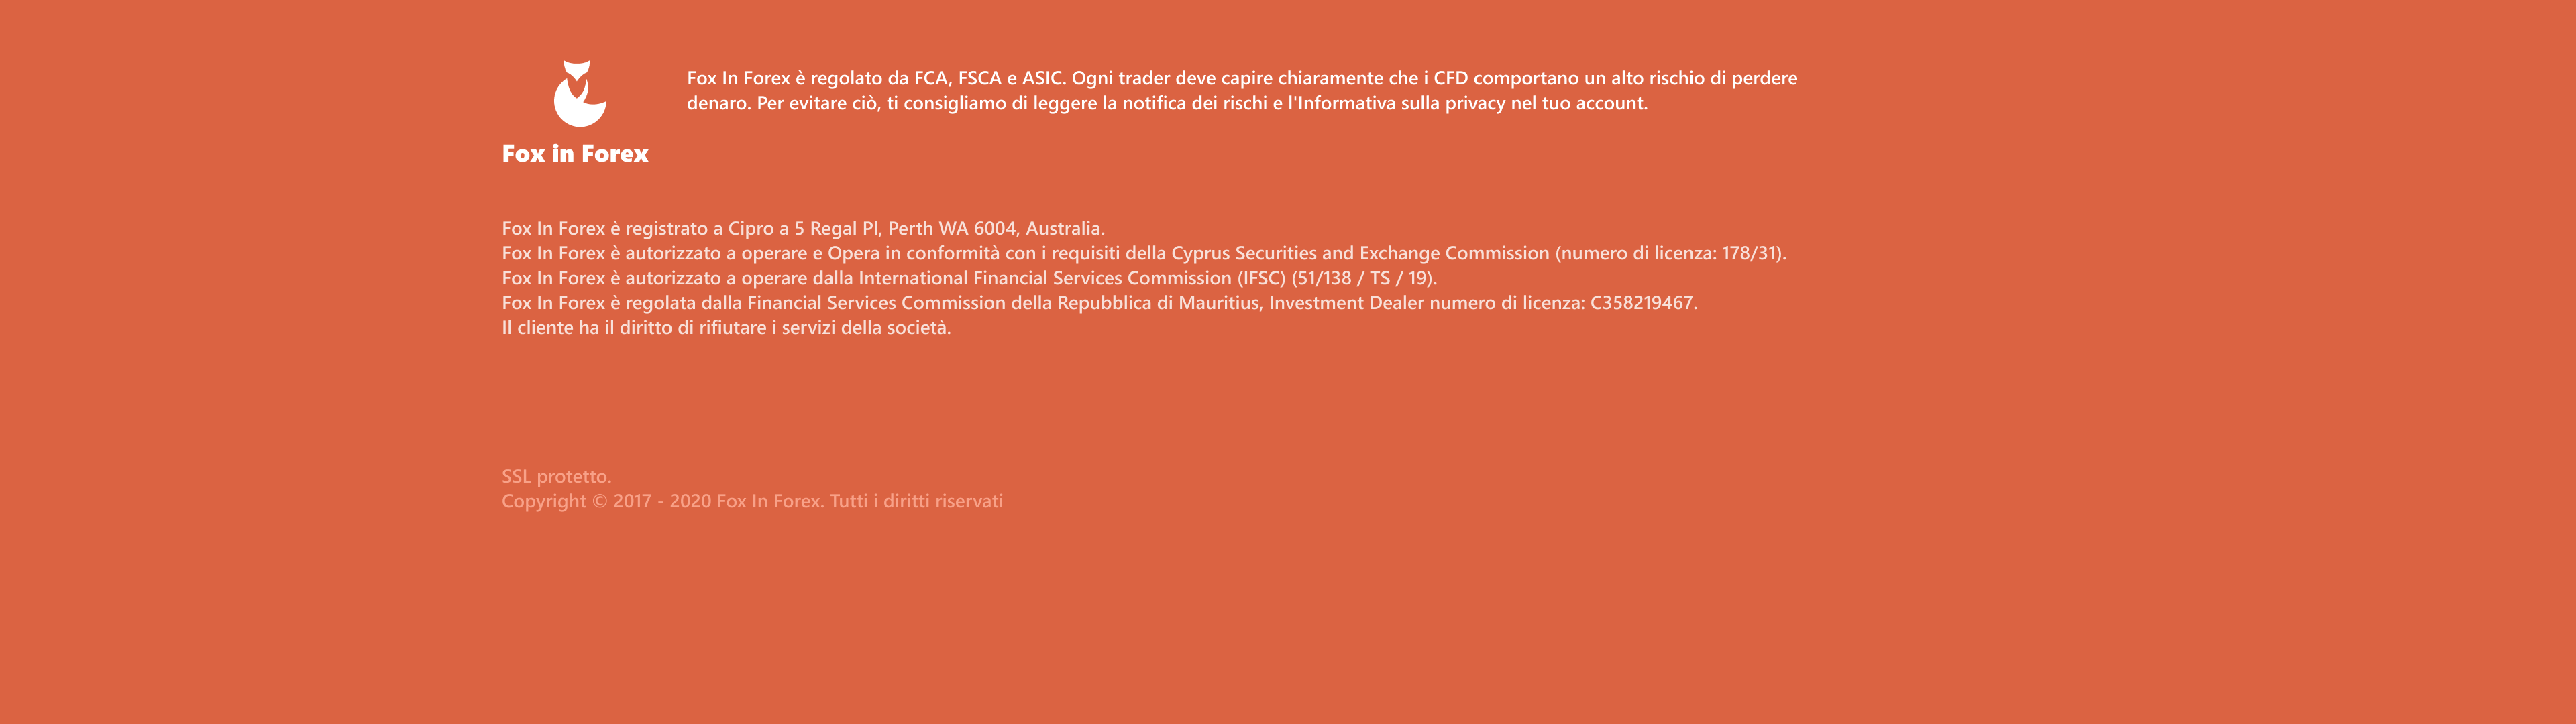 Fox In Forex è regolato da FCA, FSCA e ASIC. Ogni trader deve capire chiaramente che i CFD comportano un alto rischio di perdere
denaro. Per evitare ciò, ti consigliamo di leggere la notifica dei rischi e l'Informativa sulla privacy nel tuo account.
Fox in Forex
Fox In Forex è registrato a Cipro a 5 Regal Pl, Perth WA 6004, Australia.
Fox In Forex è autorizzato a operare e Opera in conformità con i requisiti della Cyprus Securities and Exchange Commission (numero di licenza: 178/31).
Fox In Forex è autorizzato a operare dalla International Financial Services Commission (IFSC) (51/138 / TS / 19).
Fox In Forex è regolata dalla Financial Services Commission della Repubblica di Mauritius, Investment Dealer numero di licenza: C358219467.
Il cliente ha il diritto di rifiutare i servizi della società.
SSL protetto.
Copyright © 2017 - 2020 Fox In Forex. Tutti i diritti riservati